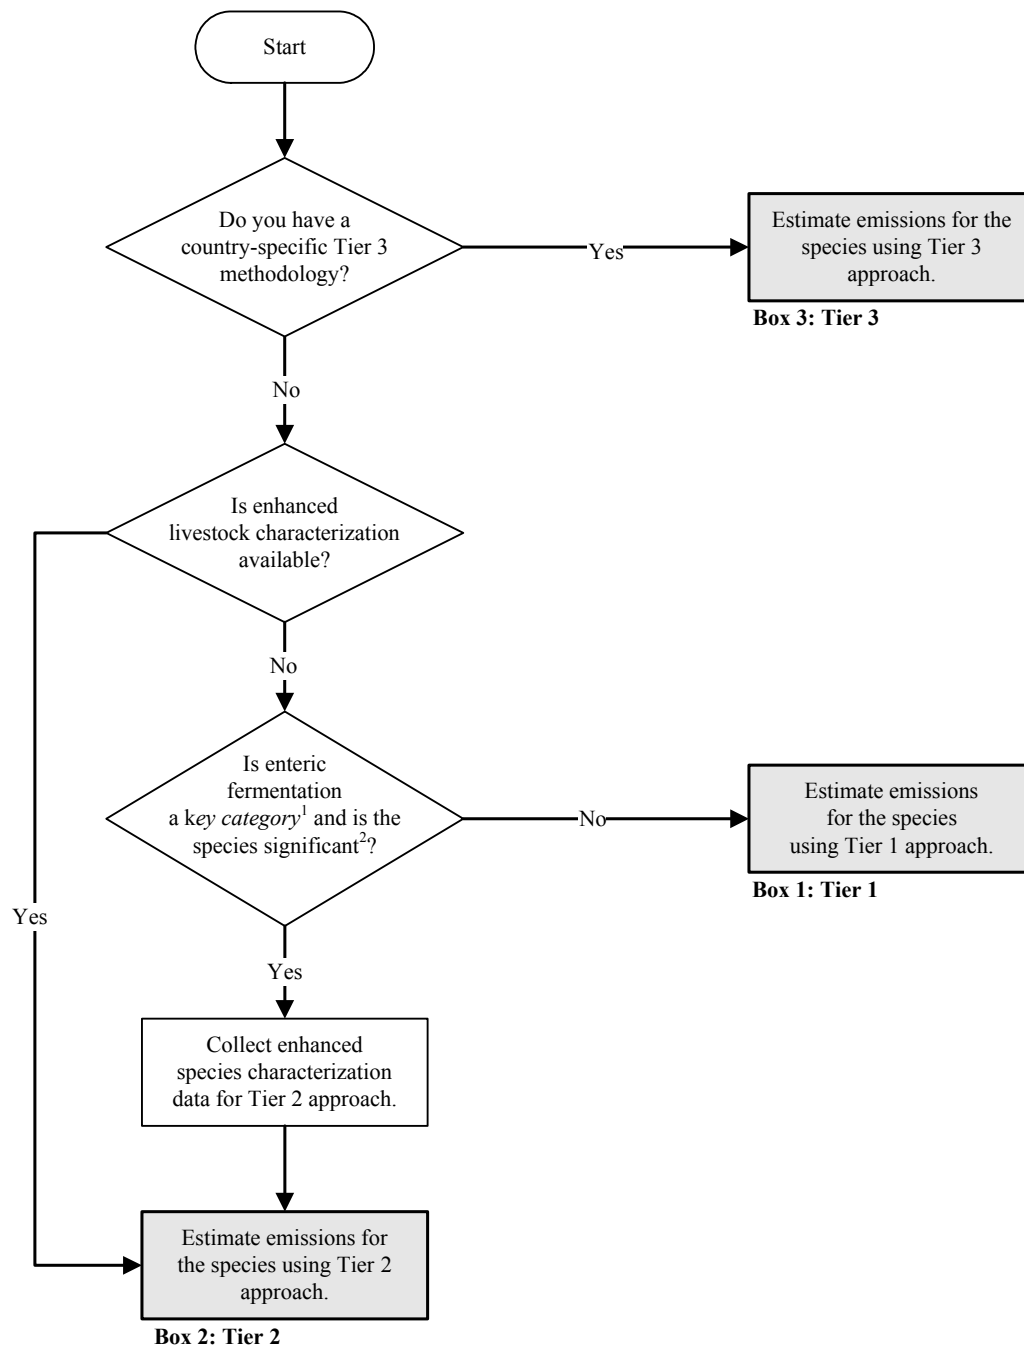 Start
Do you have a
country-specific Tier 3
methodology?
Yes
Estimate emissions for the
species using Tier 3
approach.
Box 3: Tier 3
No
Is enhanced
livestock characterization
available?
No
Is enteric
fermentation
a key category¹ and is the
species significant²?
No
Estimate emissions
for the species
using Tier 1 approach.
Box 1: Tier 1
Yes
Yes
Collect enhanced
species characterization
data for Tier 2 approach.
Estimate emissions for
the species using Tier 2
approach.
Box 2: Tier 2